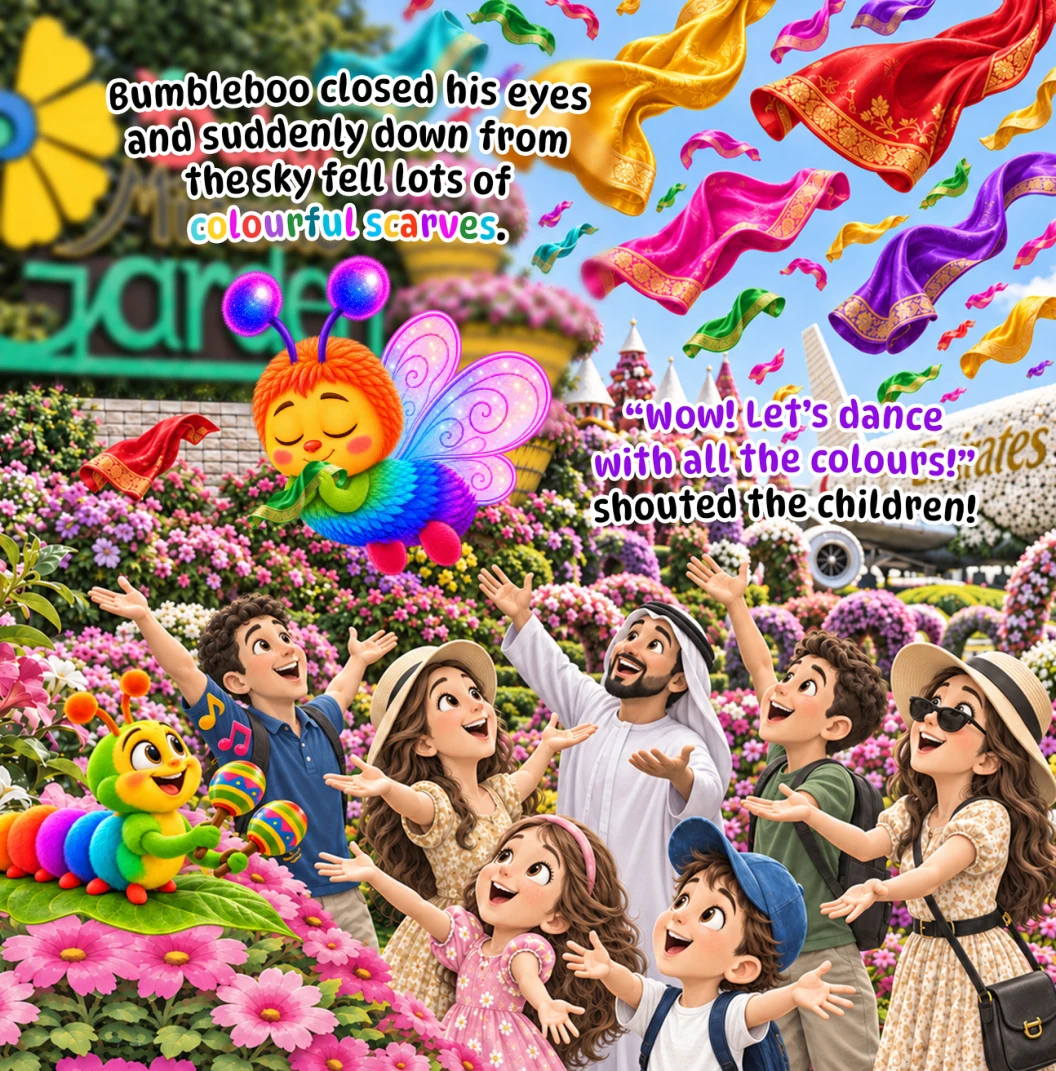 Bumbleboo closed his eyes
and suddenly down from
the sky fell lots of
colourful scarves.
Garden
"Wow! Let's dance
with all the colours!"
shouted the children!